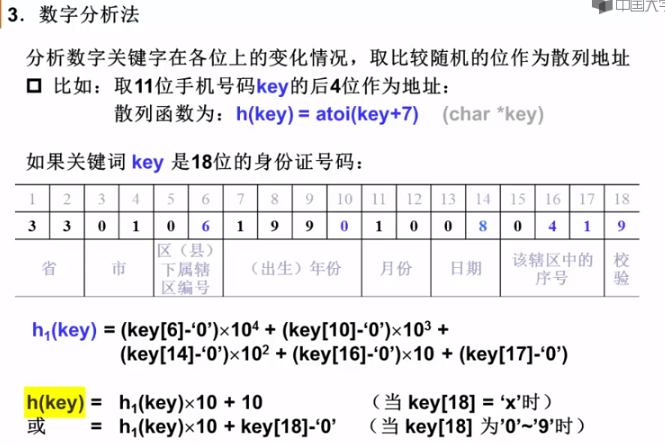 中国大学
3．数字分析法
分析数字关键字在各位上的变化情况，取比较随机的位作为散列地址
比如：取11位手机号码key的后4位作为地址：
散列函数为：h(key) = atoi(key+7) (char *key)
如果关键词 key 是18位的身份证号码：
1 2 3 4 5 6 7 8 9 10 11 12 13 14 15 16 17 18
3 3 0 1 0 6 1 9 9 0 1 0 0 8 0 4 1 9
省 市 区（县）下属辖区编号 （出生）年份 月份 日期 该辖区中的序号 校验
h₁(key) = (key[6]-‘0’)×10⁴ + (key[10]-‘0’)×10³ +
(key[14]-‘0’)×10² + (key[16]-‘0’)×10 + (key[17]-‘0’)
h(key) = h₁(key)×10 + 10 （当 key[18] = ‘x’时）
或 = h₁(key)×10 + key[18]-‘0’ （当 key[18] 为’0’~’9’时）